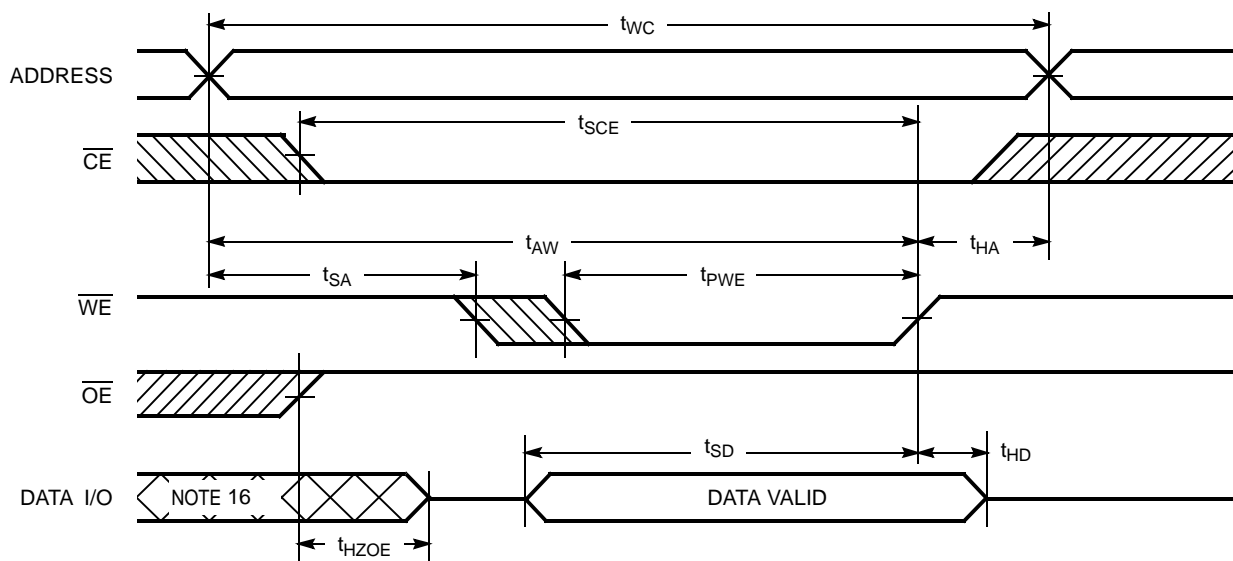 tWC
ADDRESS
tSCE
CE
tAW
tHA
tSA
tPWE
WE
OE
tSD
tHD
DATA I/O
NOTE 16
DATA VALID
tHZOE